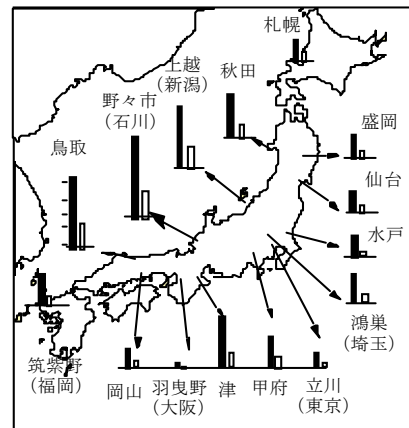 札幌
上越
(新潟)
秋田
野々市
(石川)
盛岡
鳥取
仙台
水戸
鴻巣
(埼玉)
筑紫野
(福岡)
岡山
羽曳野
(大阪)
津
甲府
立川
(東京)